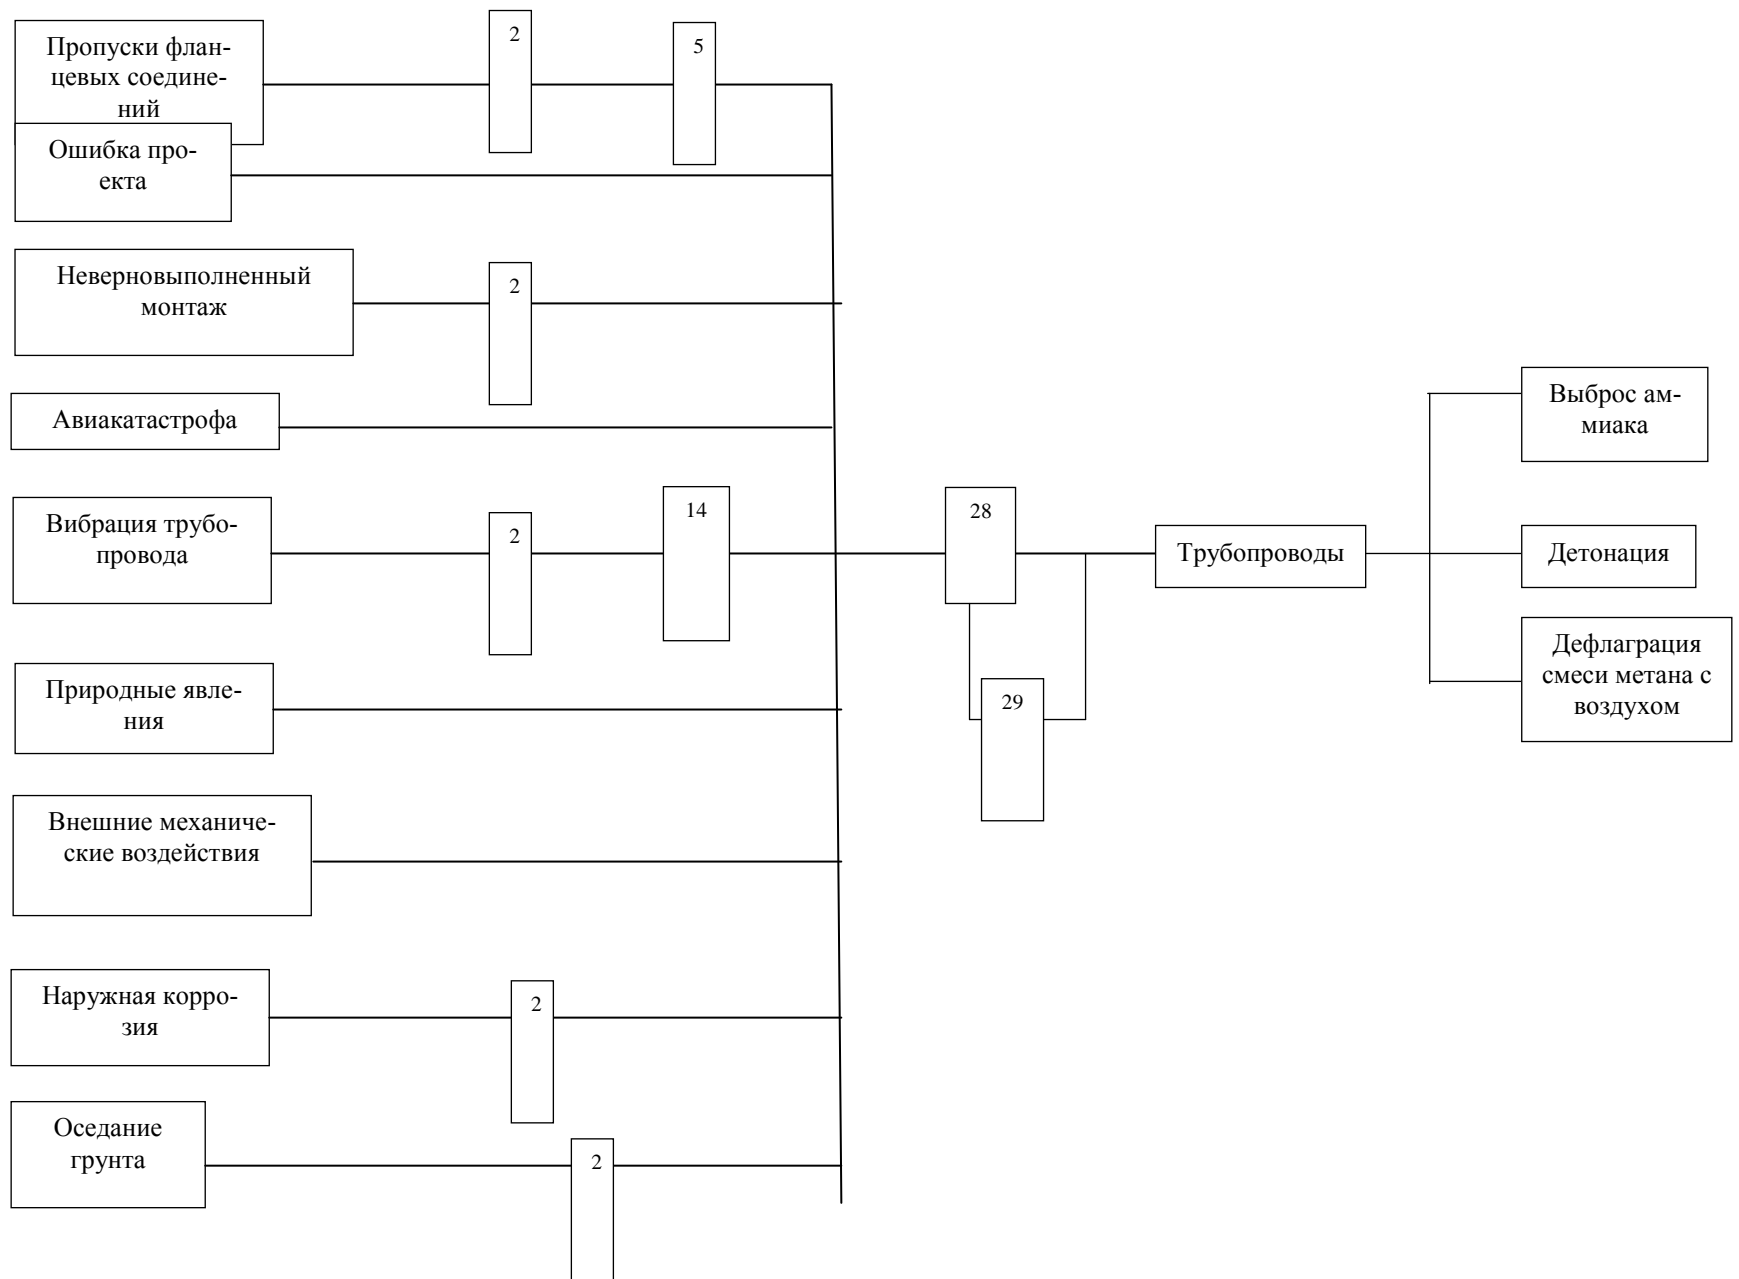 Пропуски флан-
цевых соедине-
ний
2
5
Ошибка про-
екта
Неверновыполненный
монтаж
2
Авиакатастрофа
Вибрация трубо-
провода
2
14
28
29
Трубопроводы
Выброс ам-
миака
Детонация
Дефлаграция
смеси метана с
воздухом
Природные явле-
ния
Внешние механиче-
ские воздействия
Наружная корро-
зия
2
Оседание
грунта
2